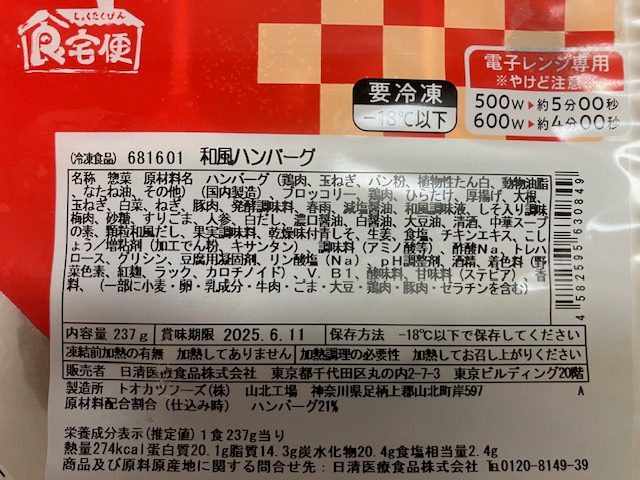 しょくたくびん
食宅便
電子レンジ専用
※やけど注意※
500W▶約5分00秒
600W▶約4分00秒
要冷凍
-18℃以下
(冷凍食品) 681601 和風ハンバーグ
名称 惣菜 原材料名 ハンバーグ(鶏肉、玉ねぎ、パン粉、植物性たん白、動物油脂
、なたね油、その他)(国内製造)、ブロッコリー、鶏肉、ひらたけ、厚揚げ、大根、
玉ねぎ、白菜、ねぎ、豚肉、発酵調味料、春雨、減塩醤油、和風調味液、しそ入り調味
梅肉、砂糖、すりごま、人参、白だし、濃口醤油、白醤油、大豆油、清酒、中華スープ
の素、顆粒和風だし、果実調味料、乾燥味付青しそ、生麦、食塩、チキンエキス、こし
ょう/増粘剤(加工でん粉、キサンタン)、調味料(アミノ酸等)、酢酸Na、トレハ
ロース、グリシン、豆腐用凝固剤、リン酸塩(Na)、pH調整剤、酒精、着色料(野
菜色素、紅麹、ラック、カロチノイド)、V.B1、酸味料、甘味料(ステビア)、香
料、(一部に小麦・卵・乳成分・牛肉・ごま・大豆・鶏肉・豚肉・ゼラチンを含む)
4582595630849
内容量 237g 賞味期限 2025.6.11 保存方法 -18℃以下で保存してください
凍結前加熱の有無 加熱してありません 加熱調理の必要性 加熱してお召し上がりください
販売者 日清医療食品株式会社 東京都千代田区丸の内2-7-3 東京ビルディング20階
製造所 トオカツフーズ(株) 山北工場 神奈川県足柄上郡山北町岸597 A
原材料配合割合(仕込み時) ハンバーグ21%
栄養成分表示(推定値)1食237g当り
熱量274kcal蛋白質20.1g脂質14.3g炭水化物20.4g食塩相当量2.4g
商品及び原料原産地に関する問合せ先:日清医療食品株式会社 ℡0120-8149-39